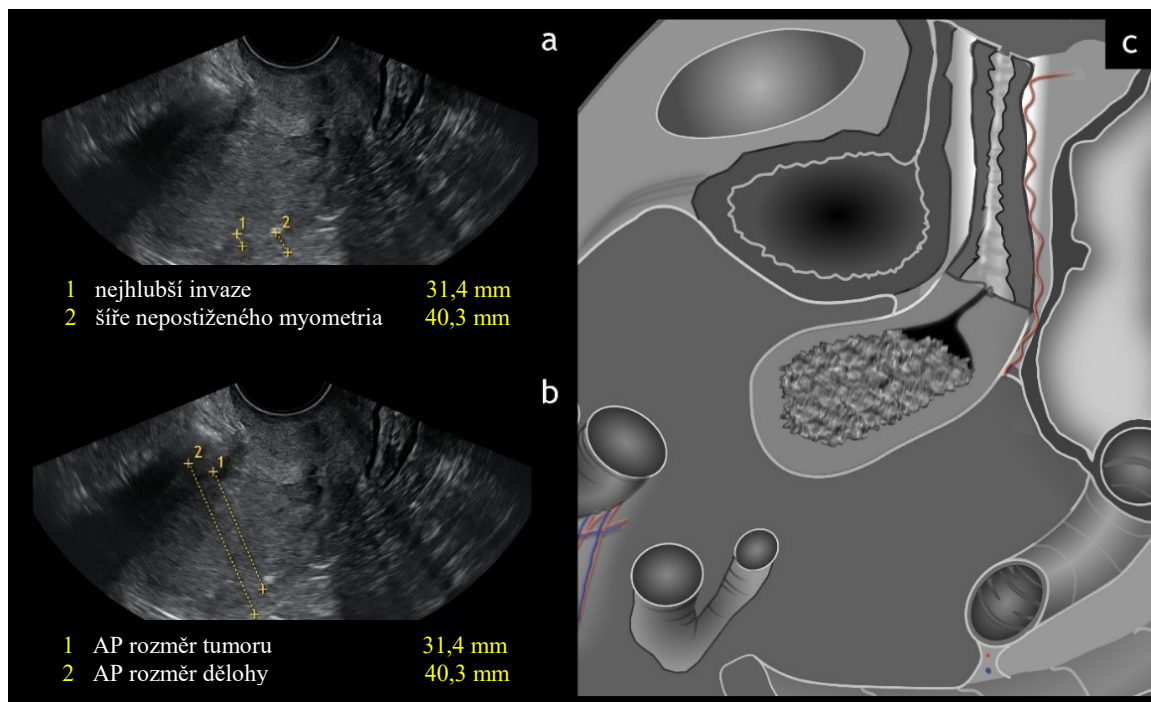 a
1
2
1 nejhlubší invaze 31,4 mm
2 šíře nepostiženého myometria 40,3 mm
b
2
1
1 AP rozměr tumoru 31,4 mm
2 AP rozměr dělohy 40,3 mm
c